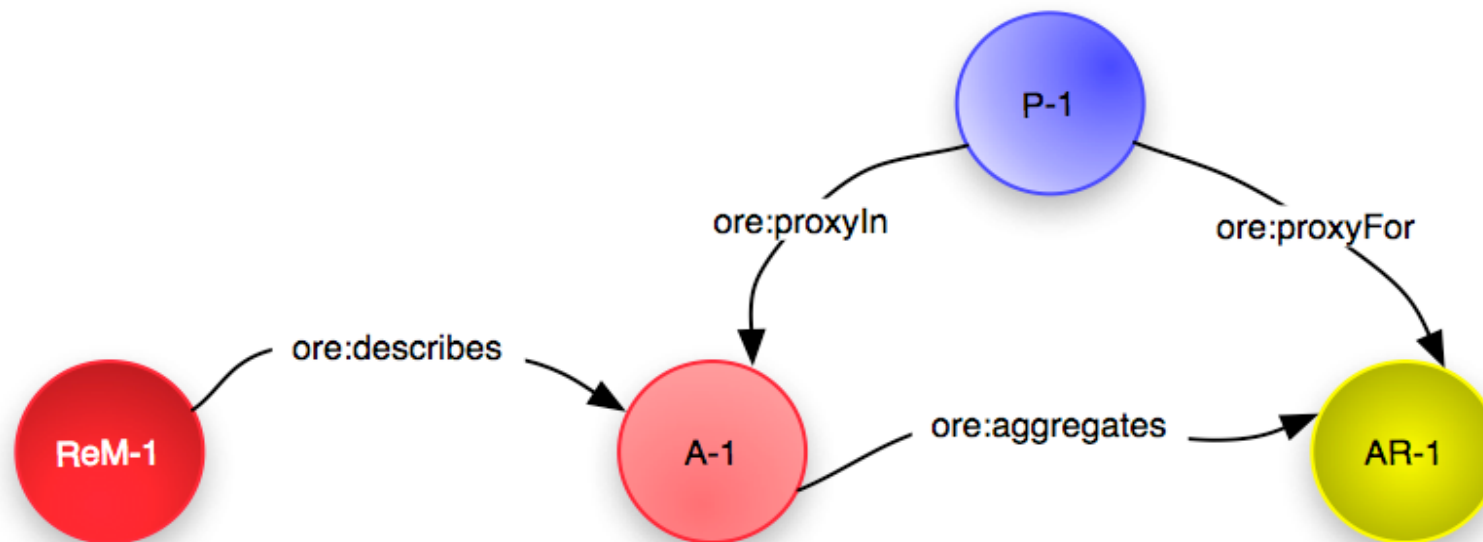 P-1
ore:proxyIn
ore:proxyFor
ore:describes
ReM-1
A-1
ore:aggregates
AR-1